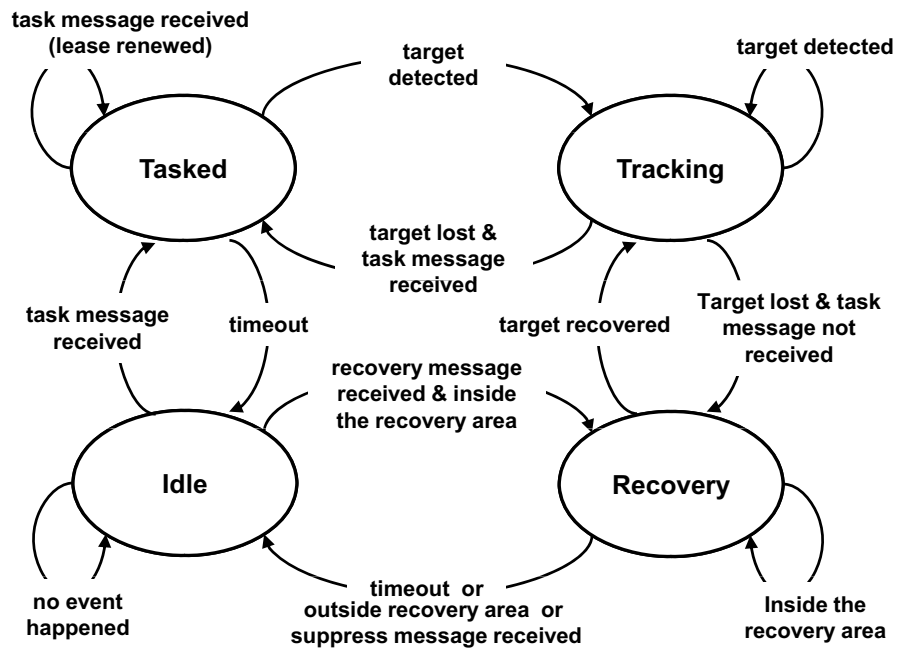 task message received
(lease renewed)
target
detected
target detected
Tasked
Tracking
target lost &
task message
received
task message
received
timeout
target recovered
Target lost & task
message not
received
recovery message
received & inside
the recovery area
Idle
Recovery
no event
happened
timeout or
outside recovery area or
suppress message received
Inside the
recovery area